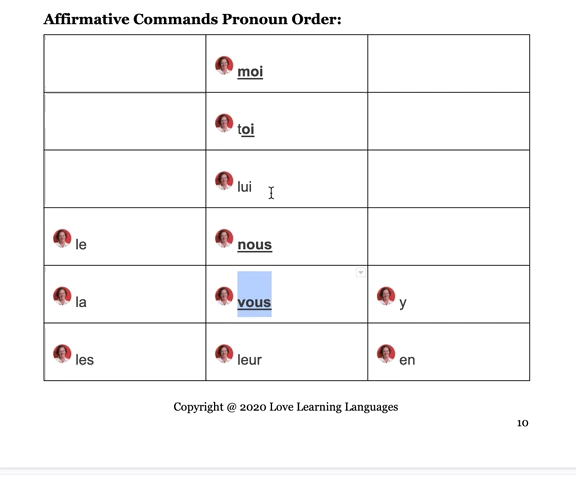 Affirmative Commands Pronoun Order:
moi
toi
lui
le nous
la vous y
les leur en
Copyright @ 2020 Love Learning Languages
10